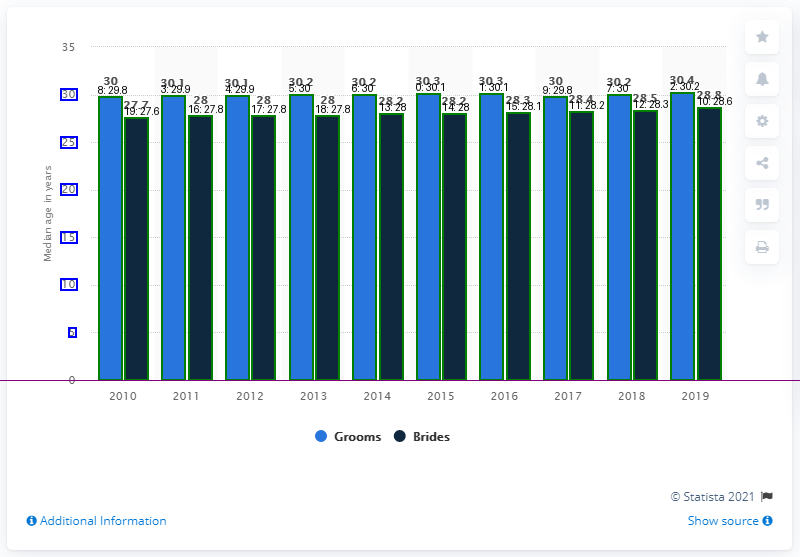 35
30 30.1 30.1 30.2 30.2 30.3 30.3 30 30.2 30.4
8: 29.8 3: 29.9 4: 29.9 5: 30 6: 30 0: 30.1 1: 30.1 9: 29.8 7: 30 2: 30.2
30
27.7 28 28 28 28.2 28.2 28.3 28.4 28.5 28.8
19: 27.6 16: 27.8 17: 27.8 18: 27.8 13: 28 14: 28 15: 28.1 11: 28.2 12: 28.3 10: 28.6
25
20
15
10
5
0
Median age in years
2010 2011 2012 2013 2014 2015 2016 2017 2018 2019
Grooms Brides
© Statista 2021
Additional Information Show source